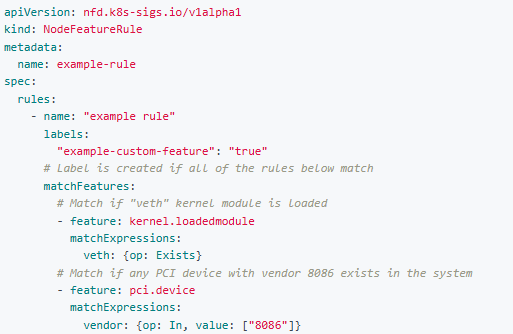 apiVersion: nfd.k8s-sigs.io/v1alpha1
kind: NodeFeatureRule
metadata:
  name: example-rule
spec:
  rules:
    - name: "example rule"
      labels:
        "example-custom-feature": "true"
      # Label is created if all of the rules below match
      matchFeatures:
        # Match if "veth" kernel module is loaded
        - feature: kernel.loadedmodule
          matchExpressions:
            veth: {op: Exists}
        # Match if any PCI device with vendor 8086 exists in the system
        - feature: pci.device
          matchExpressions:
            vendor: {op: In, value: ["8086"]}